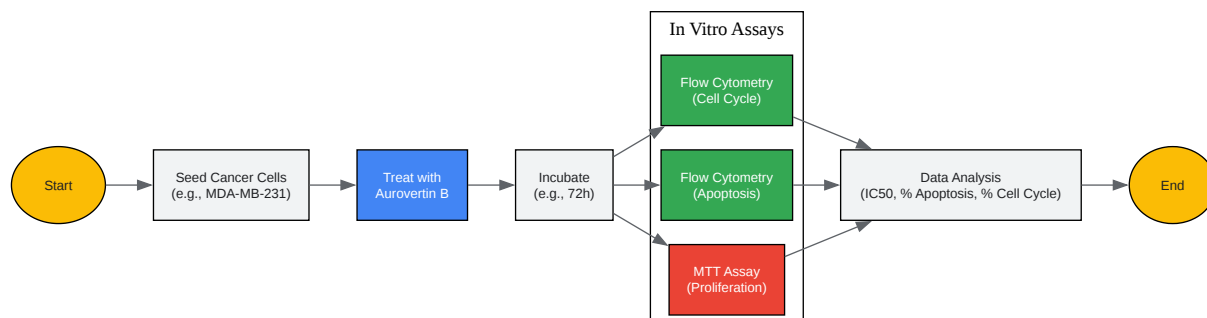 In Vitro Assays
Flow Cytometry
(Cell Cycle)
Start
Seed Cancer Cells
(e.g., MDA-MB-231)
Treat with
Aurovertin B
Incubate
(e.g., 72h)
Flow Cytometry
(Apoptosis)
Data Analysis
(IC50, % Apoptosis, % Cell Cycle)
End
MTT Assay
(Proliferation)